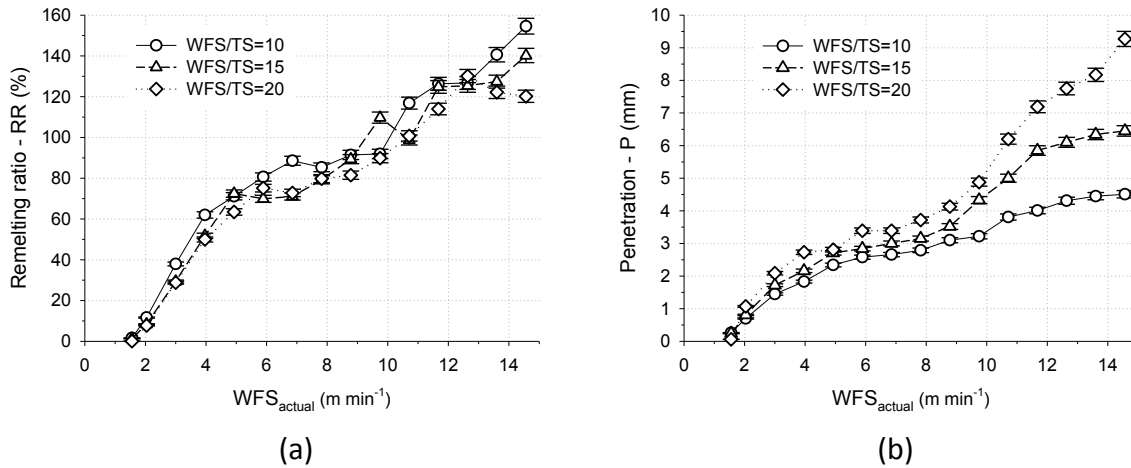 160
140
120
100
80
60
40
20
0
Remelting ratio - RR (%)
WFS/TS=10
WFS/TS=15
WFS/TS=20
0 2 4 6 8 10 12 14
WFSactual (m min-1)
(a)
10
9
8
7
6
5
4
3
2
1
0
Penetration - P (mm)
WFS/TS=10
WFS/TS=15
WFS/TS=20
0 2 4 6 8 10 12 14
WFSactual (m min-1)
(b)